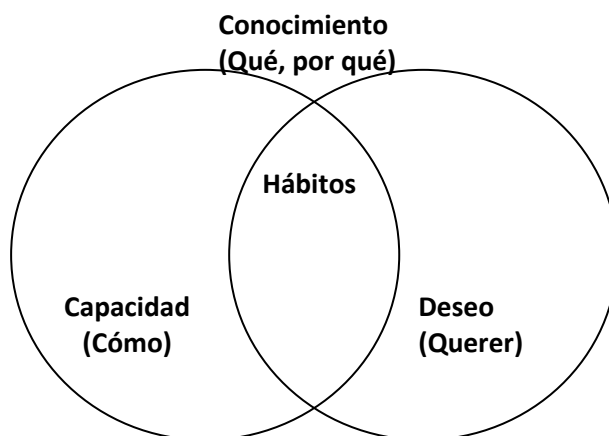 Conocimiento
(Qué, por qué)
Hábitos
Capacidad
(Cómo)
Deseo
(Querer)